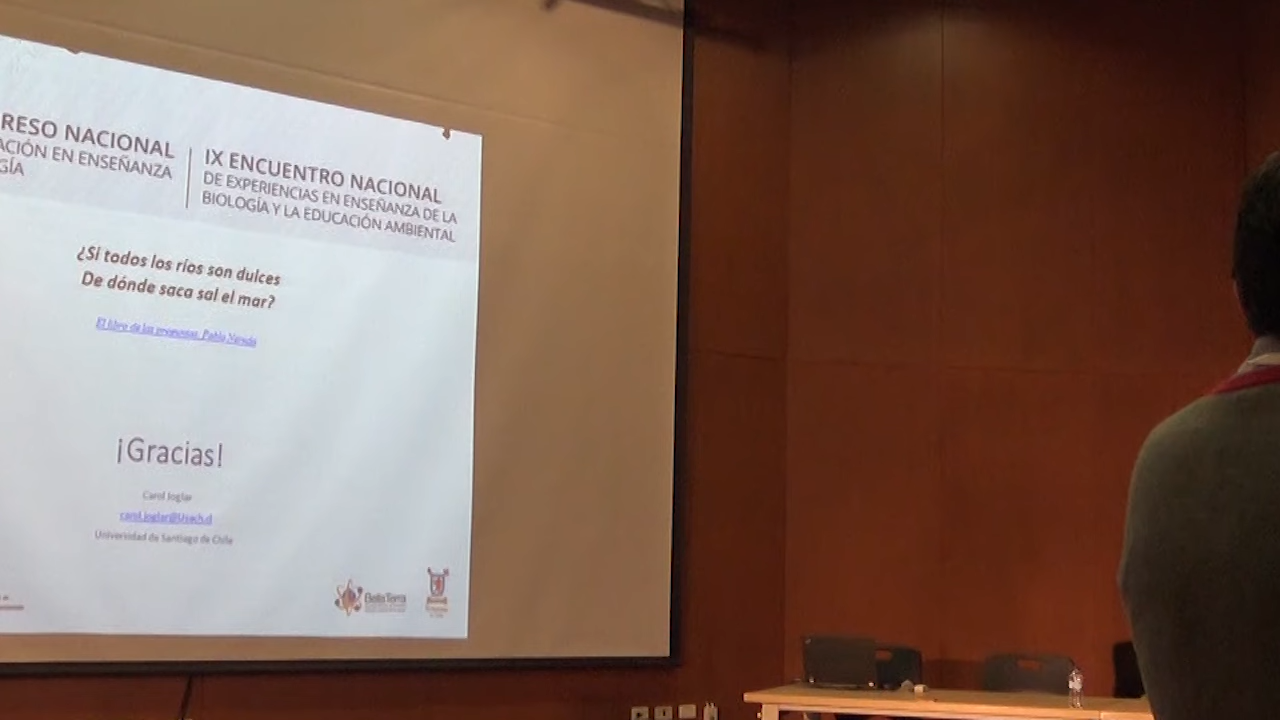 RESO NACIONAL
ACIÓN EN ENSEÑANZA
GÍA
IX ENCUENTRO NACIONAL
DE EXPERIENCIAS EN ENSEÑANZA DE LA
BIOLOGÍA Y LA EDUCACIÓN AMBIENTAL
¿Si todos los ríos son dulces
De dónde saca sal el mar?
El libro de las preguntas, Pablo Neruda
¡Gracias!
Carol Joglar
carol.joglar@Usach.cl
Universidad de Santiago de Chile
BellaTerra